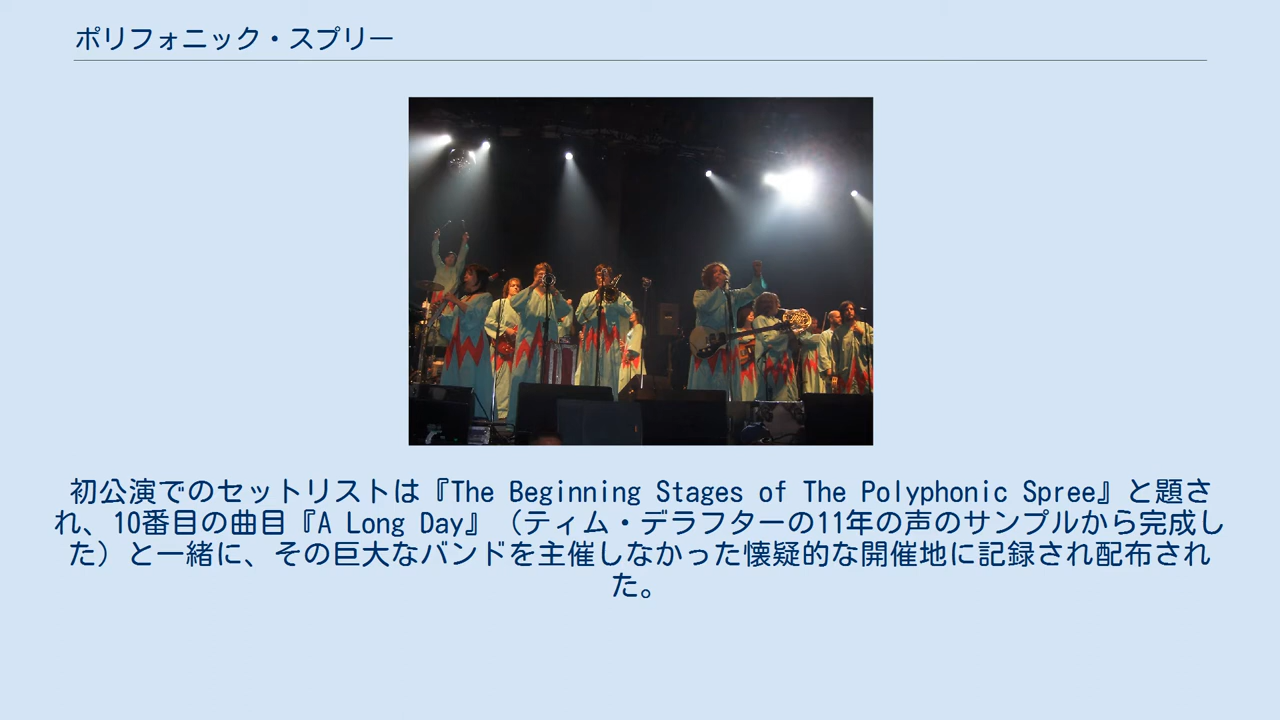 ポリフォニック・スプリー
初公演でのセットリストは『The Beginning Stages of The Polyphonic Spree』と題さ
れ、10番目の曲目『A Long Day』（ティム・デラフターの11年の声のサンプルから完成し
た）と一緒に、その巨大なバンドを主催しなかった懐疑的な開催地に記録され配布され
た。